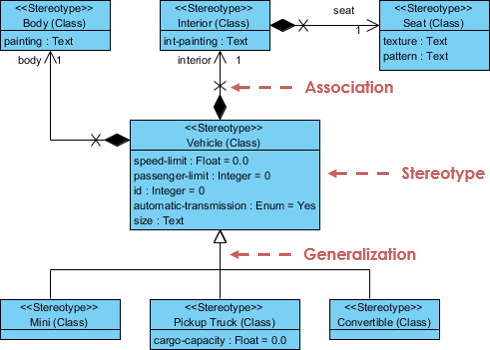 <<Stereotype>>
Body (Class)
painting : Text
body
1
<<Stereotype>>
Interior (Class)
int-painting : Text
interior
1
seat
1
<<Stereotype>>
Seat (Class)
texture : Text
pattern : Text
Association
<<Stereotype>>
Vehicle (Class)
speed-limit : Float = 0.0
passenger-limit : Integer = 0
id : Integer = 0
automatic-transmission : Enum = Yes
size : Text
Stereotype
Generalization
<<Stereotype>>
Mini (Class)
<<Stereotype>>
Pickup Truck (Class)
cargo-capacity : Float = 0.0
<<Stereotype>>
Convertible (Class)